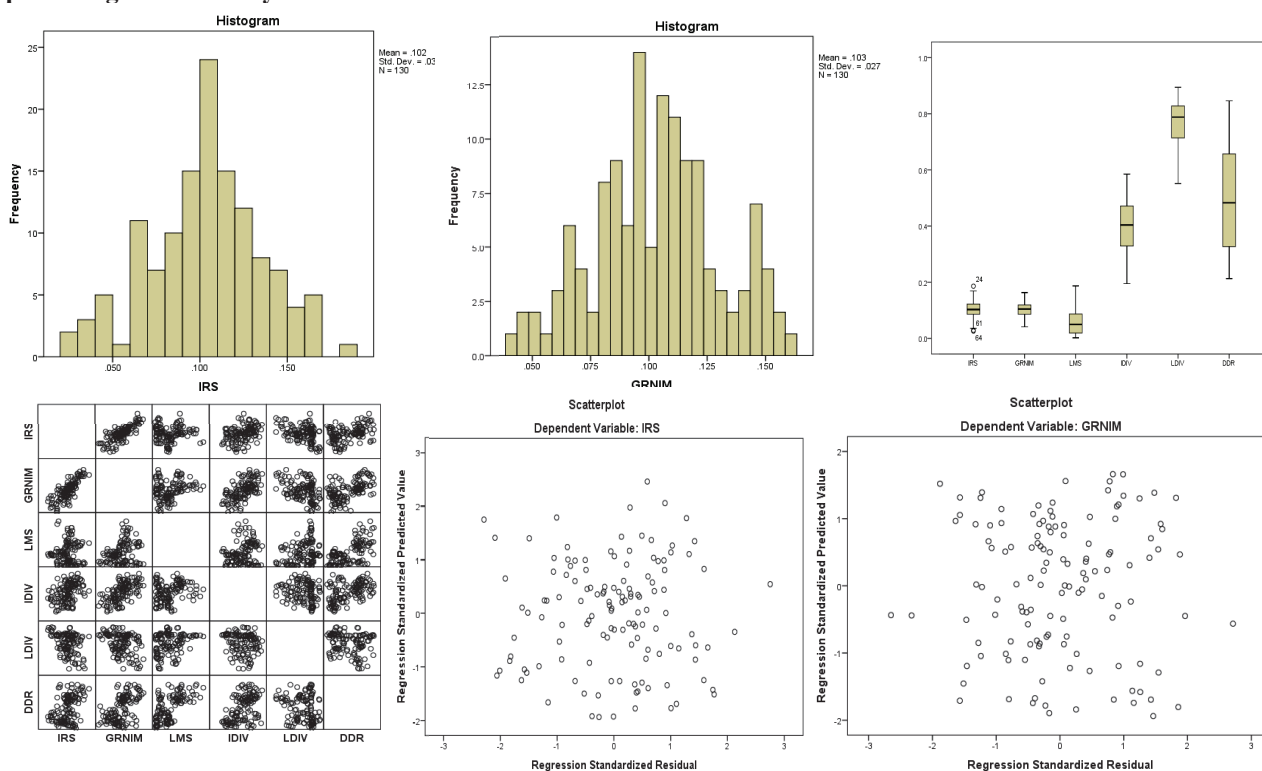 Histogram
Mean = .102
Std. Dev. = .03
N = 130
25
20
15
10
5
0
Frequency
.050 .100 .150
IRS
Histogram
Mean = .103
Std. Dev. = .027
N = 130
12.5
10.0
7.5
5.0
2.5
0.0
Frequency
.050 .075 .100 .125 .150
GRNIM
1.0
0.8
0.6
0.4
0.2
0.0
24
61
64
IRS GRNIM LMS IDIV LDIV DDR
IRS
GRNIM
LMS
IDIV
LDIV
DDR
IRS GRNIM LMS IDIV LDIV DDR
Scatterplot
Dependent Variable: IRS
Regression Standardized Predicted Value
3
2
1
0
-1
-2
-3 -2 -1 0 1 2 3
Regression Standardized Residual
Scatterplot
Dependent Variable: GRNIM
Regression Standardized Predicted Value
2
1
0
-1
-2
-3 -2 -1 0 1 2 3
Regression Standardized Residual